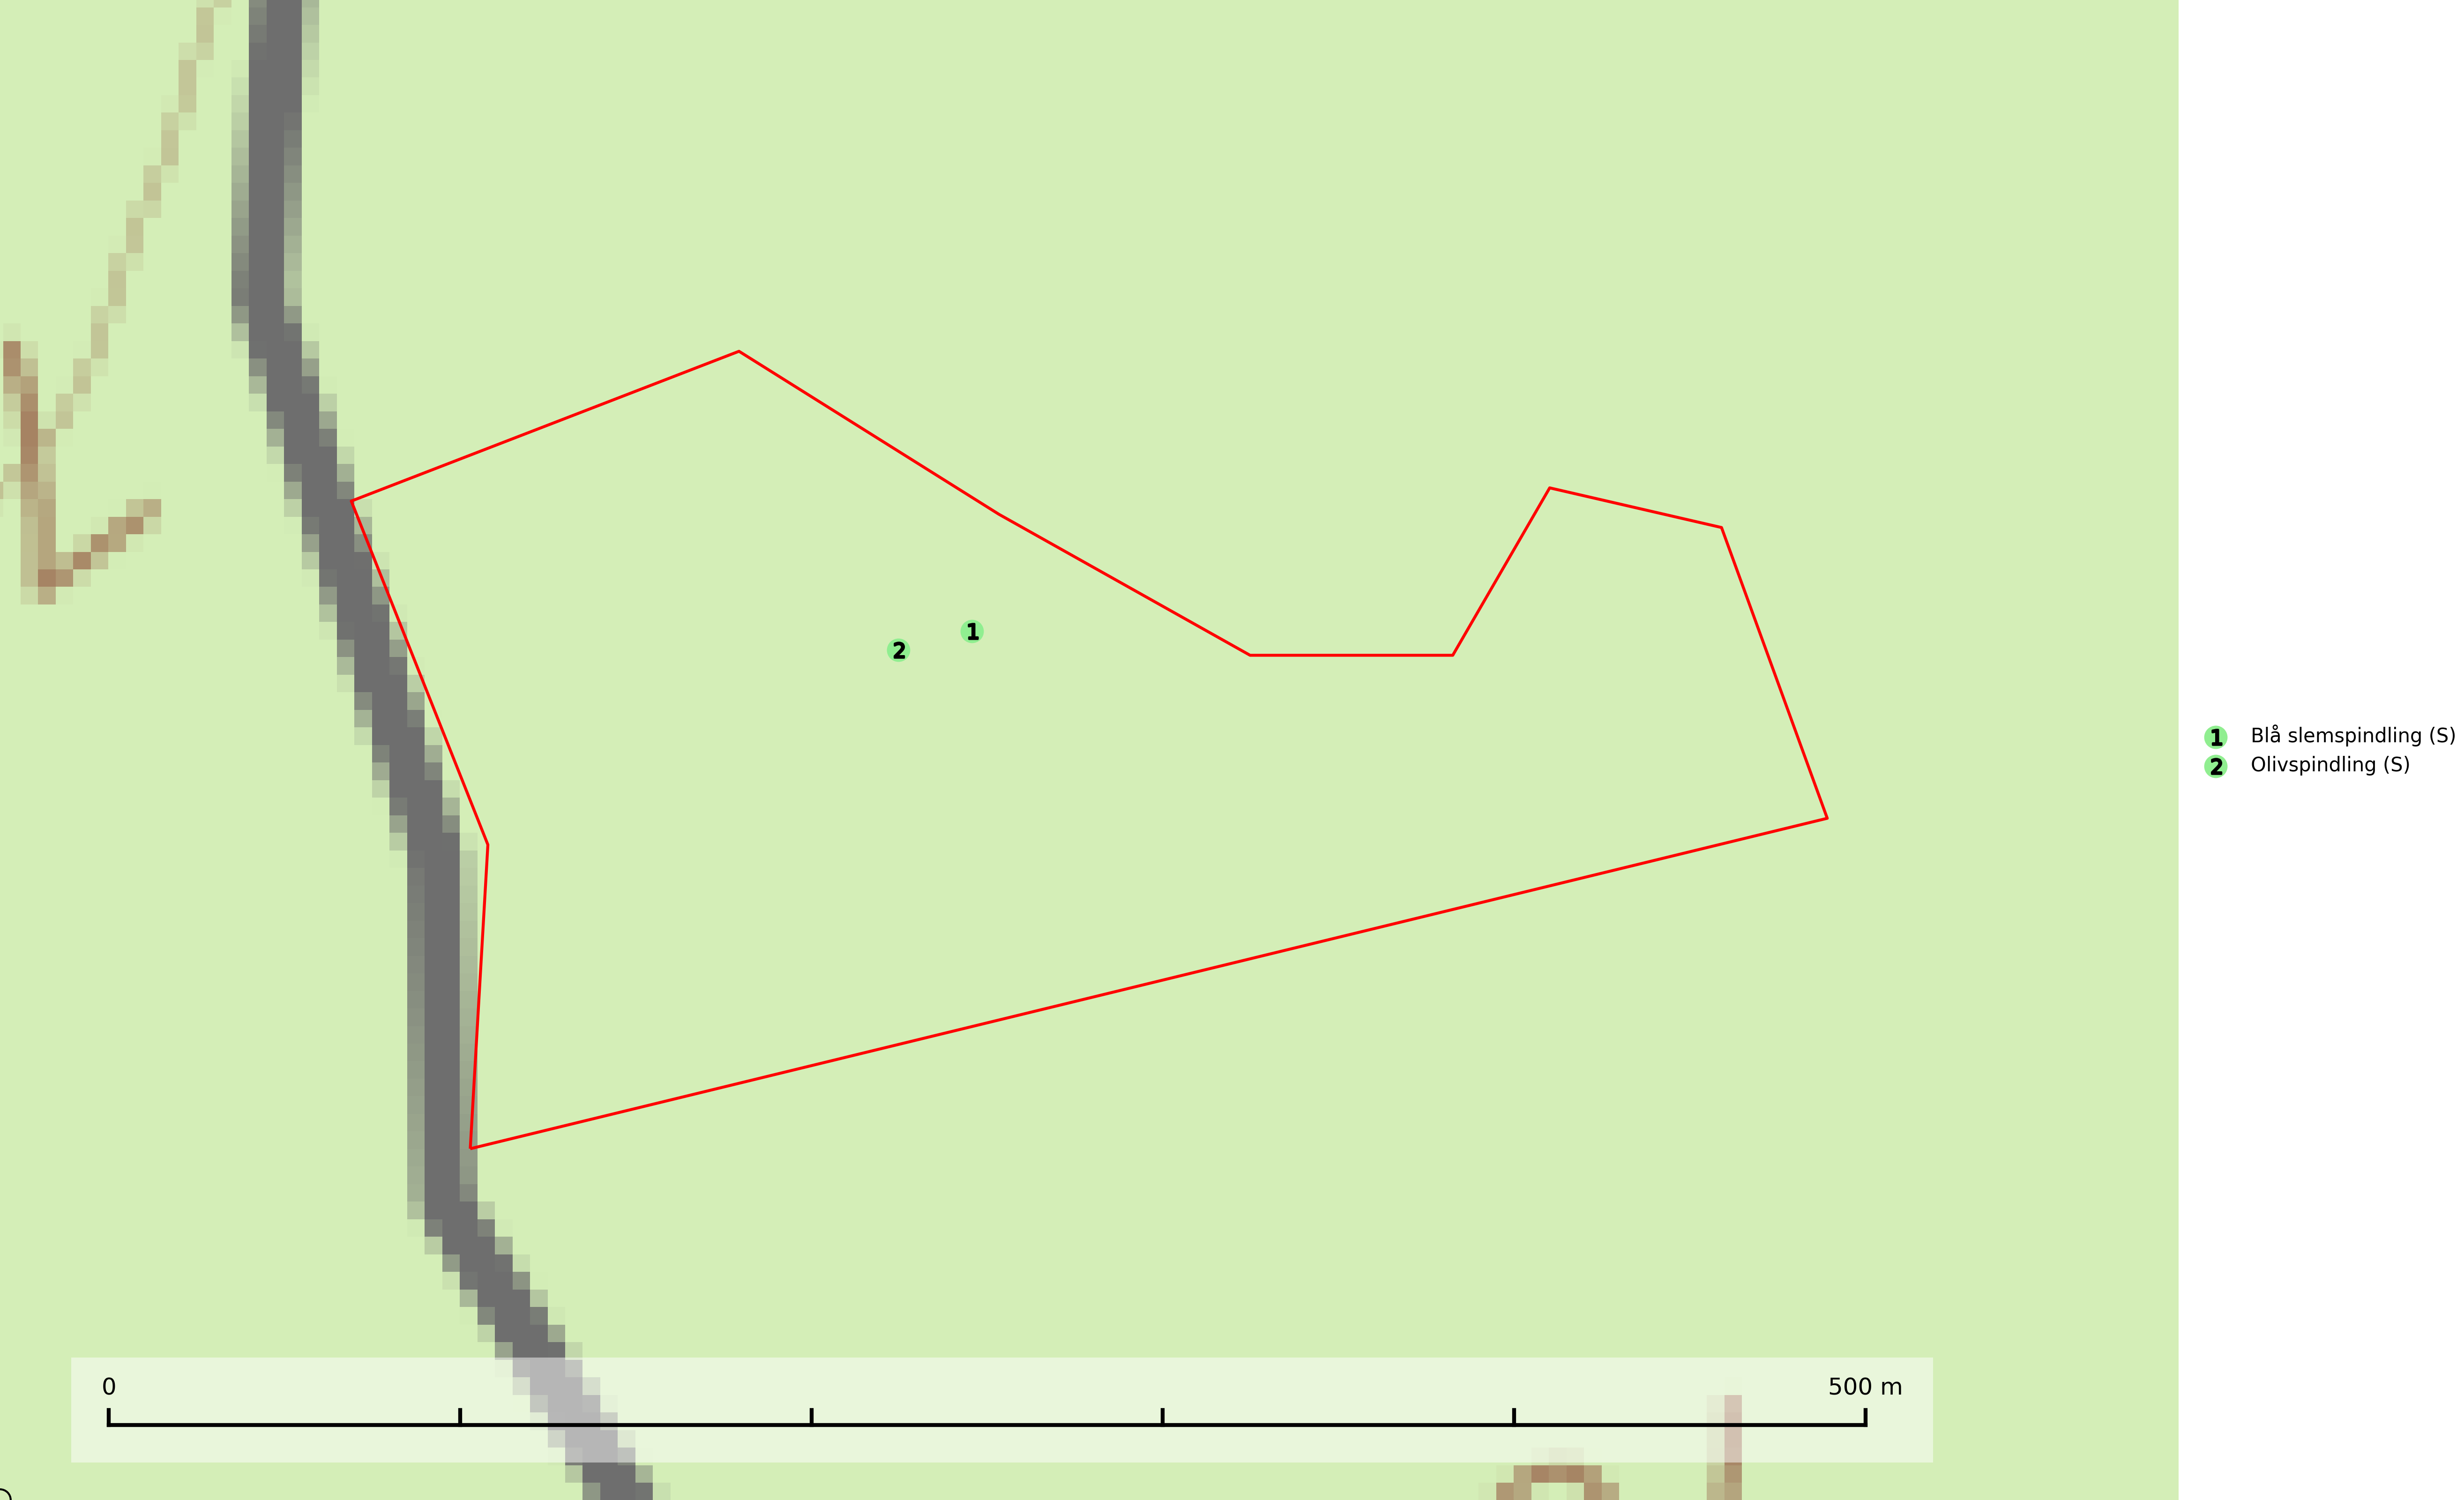 2 1
1 Blå slemspindling (S)
2 Olivspindling (S)
0 500 m